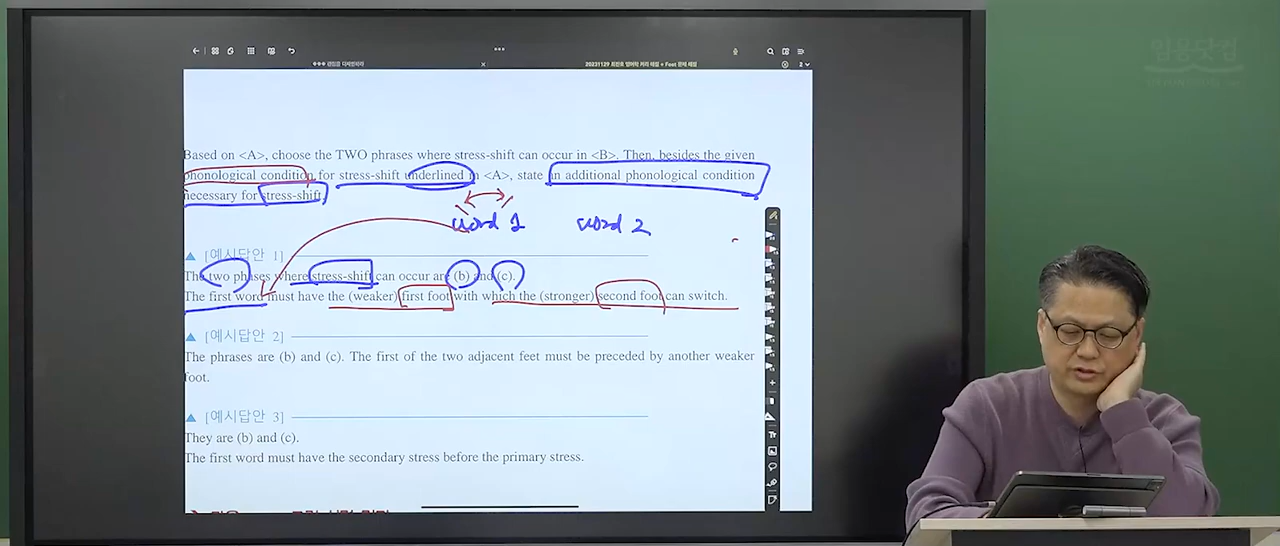 임용닷컴
20231129
Based on <A>, choose the TWO phrases where stress-shift can occur in <B>. Then, besides the given
phonological condition for stress-shift underlined in <A>, state an additional phonological condition
necessary for stress-shift.
word 1 word 2
▲ [예시답안 1]
The two phases where stress-shift can occur are (b) and (c).
The first word must have the (weaker) first foot with which the (stronger) second foot can switch.
▲ [예시답안 2]
The phrases are (b) and (c). The first of the two adjacent feet must be preceded by another weaker
foot.
▲ [예시답안 3]
They are (b) and (c).
The first word must have the secondary stress before the primary stress.